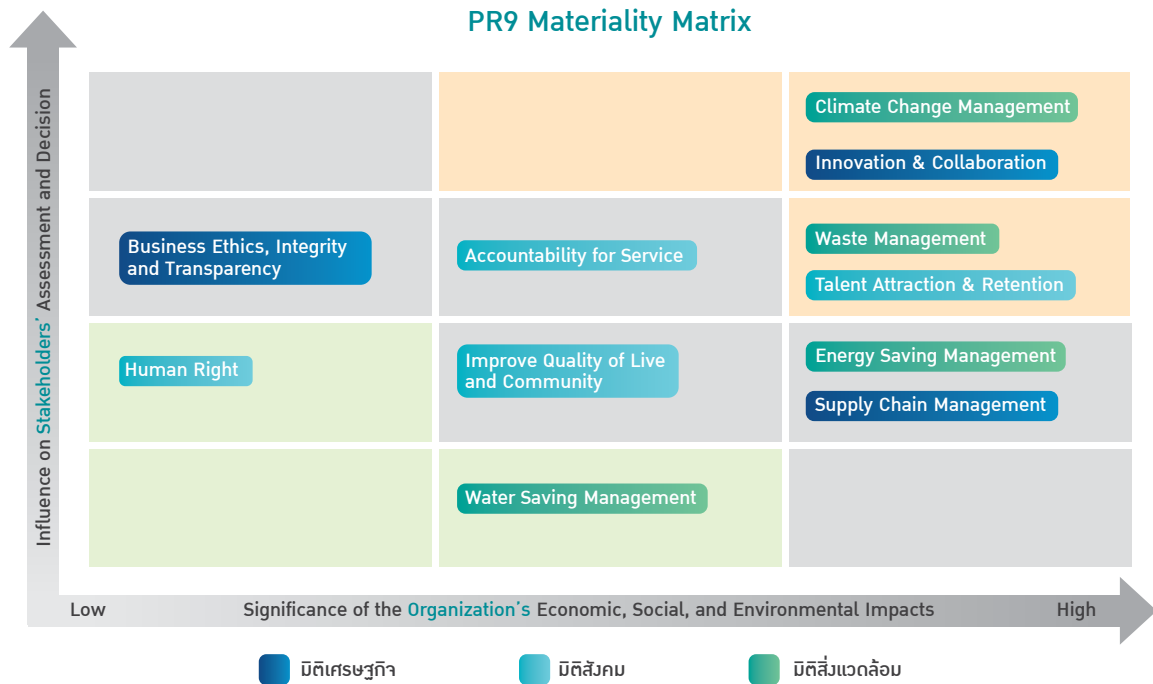 PR9 Materiality Matrix
Influence on Stakeholders' Assessment and Decision
Climate Change Management
Innovation & Collaboration
Business Ethics, Integrity
and Transparency
Accountability for Service
Waste Management
Talent Attraction & Retention
Human Right
Improve Quality of Live
and Community
Energy Saving Management
Supply Chain Management
Water Saving Management
Low
Significance of the Organization's Economic, Social, and Environmental Impacts
High
มิติเศรษฐกิจ
มิติสังคม
มิติสิ่งแวดล้อม